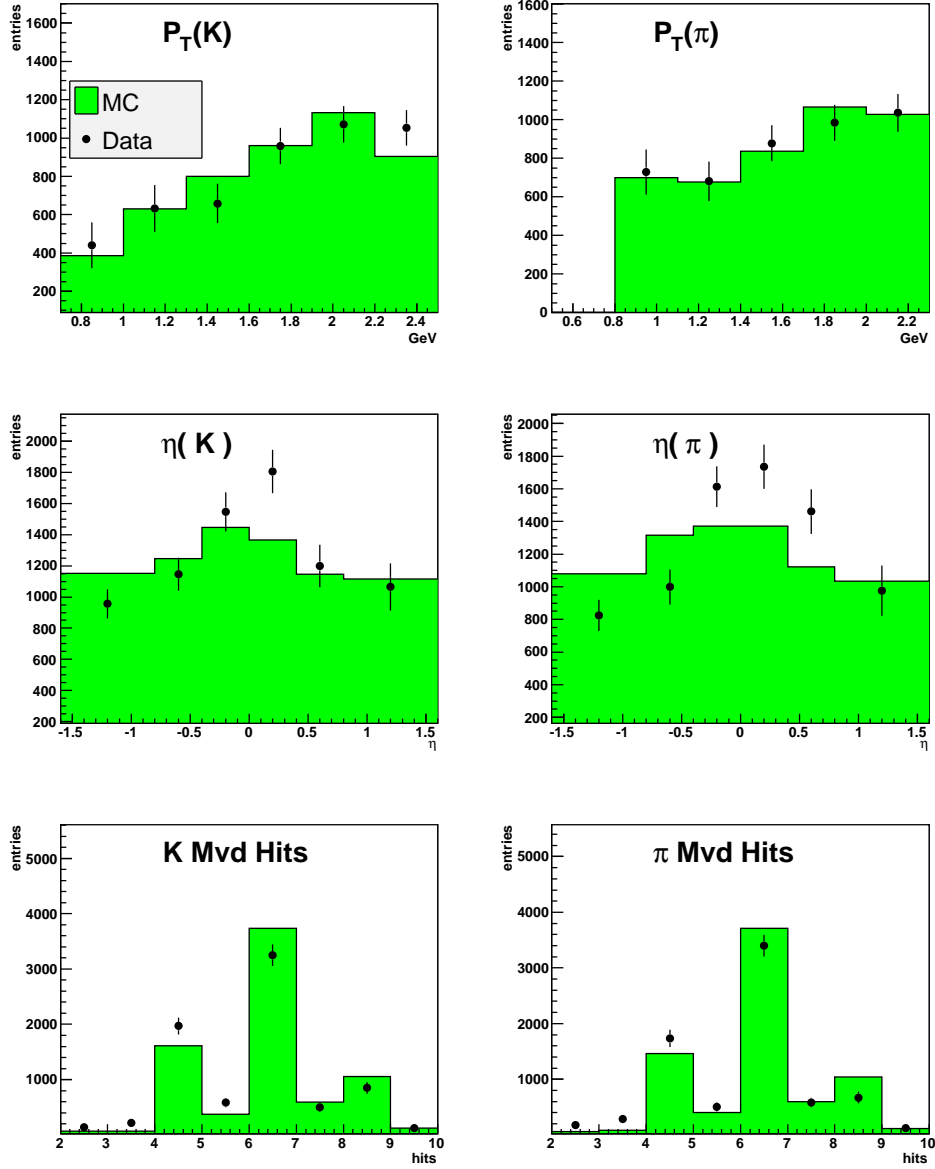 entries
P_T(K)
MC
Data
1600
1400
1200
1000
800
600
400
200
0.8 1 1.2 1.4 1.6 1.8 2 2.2 2.4
GeV
entries
P_T(π)
1600
1400
1200
1000
800
600
400
200
0
0.6 0.8 1 1.2 1.4 1.6 1.8 2 2.2
GeV
entries
η( K )
2000
1800
1600
1400
1200
1000
800
600
400
200
-1.5 -1 -0.5 0 0.5 1 1.5
η
entries
η( π )
2000
1800
1600
1400
1200
1000
800
600
400
200
-1.5 -1 -0.5 0 0.5 1 1.5
η
entries
K Mvd Hits
5000
4000
3000
2000
1000
2 3 4 5 6 7 8 9 10
hits
entries
π Mvd Hits
5000
4000
3000
2000
1000
2 3 4 5 6 7 8 9 10
hits